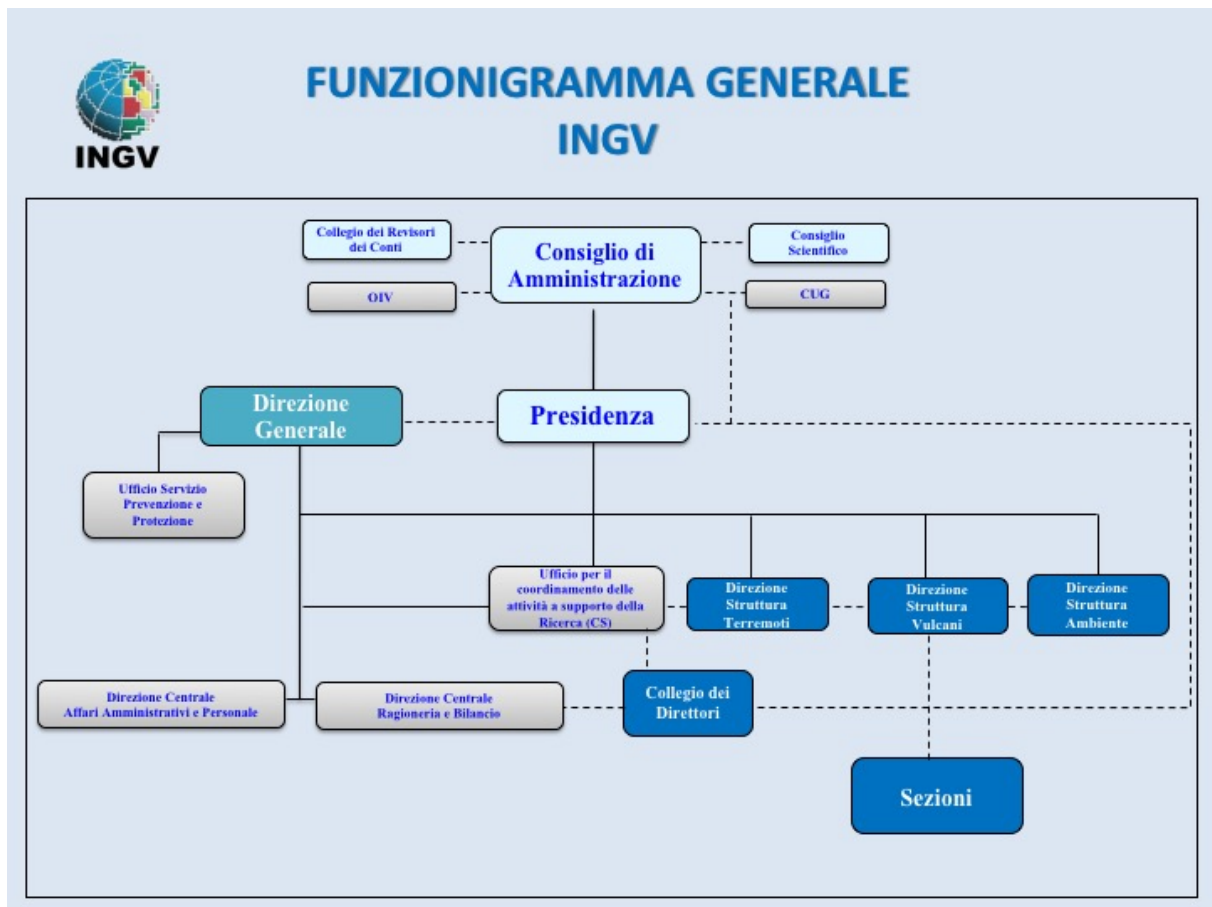 FUNZIONIGRAMMA GENERALE
INGV
INGV
Collegio dei Revisori
dei Conti
Consiglio di
Amministrazione
Consiglio
Scientifico
OIV
CUG
Direzione
Generale
Presidenza
Ufficio Servizio
Prevenzione e
Protezione
Ufficio per il
coordinamento delle
attività a supporto della
Ricerca (CS)
Direzione
Struttura
Terremoti
Direzione
Struttura
Vulcani
Direzione
Struttura
Ambiente
Direzione Centrale
Affari Amministrativi e Personale
Direzione Centrale
Ragioneria e Bilancio
Collegio dei
Direttori
Sezioni